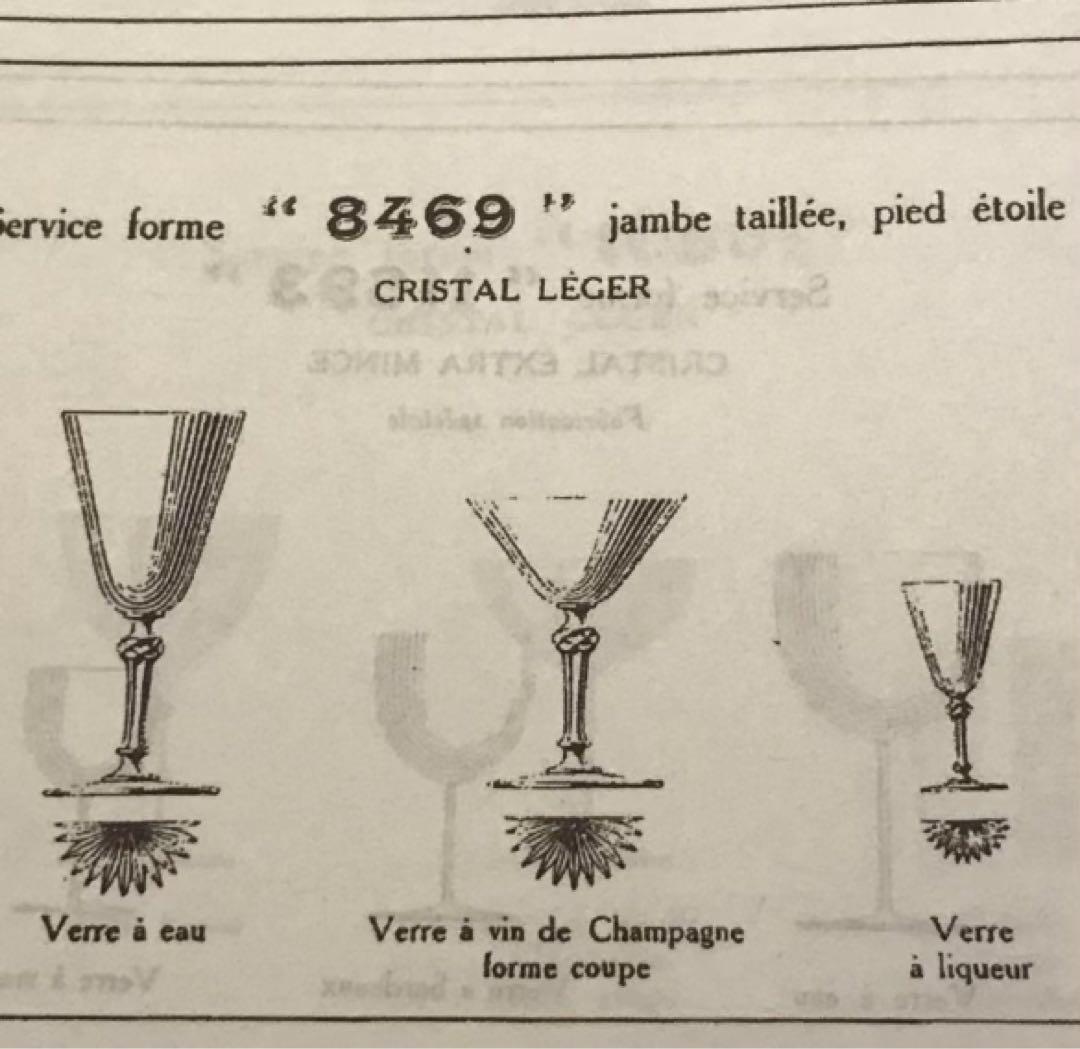 Service forme “ 8469 ” jambe taillée, pied étoile
CRISTAL LÉGER
Verre à eau
Verre à vin de Champagne
forme coupe
Verre
à liqueur